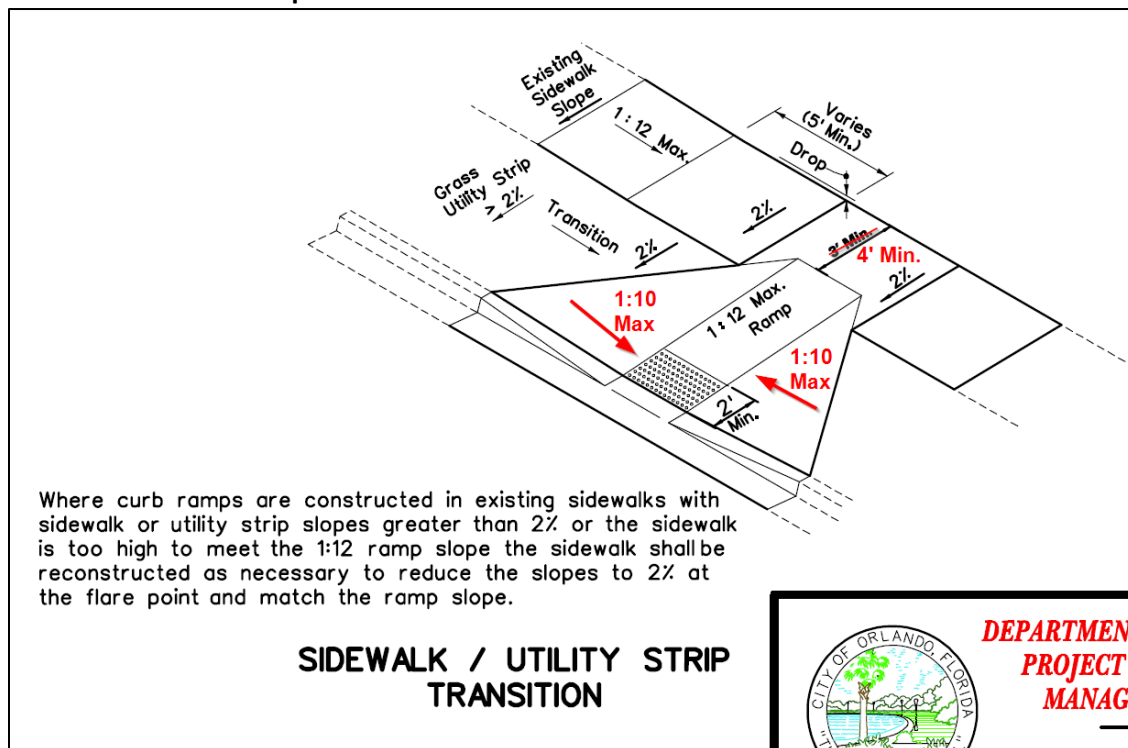 Existing
Sidewalk
Slope
1:12 Max.
Varies
(5' Min.)
Drop
Grass
Utility Strip
> 2%
Transition
2%
2%
3' Min.
4' Min.
2%
1:10
Max
1:12 Max.
Ramp
1:10
Max
2'
Min.
Where curb ramps are constructed in existing sidewalks with
sidewalk or utility strip slopes greater than 2% or the sidewalk
is too high to meet the 1:12 ramp slope the sidewalk shall be
reconstructed as necessary to reduce the slopes to 2% at
the flare point and match the ramp slope.
SIDEWALK / UTILITY STRIP
TRANSITION
CITY OF ORLANDO, FLORIDA
DEPARTMEN
PROJECT
MANAG